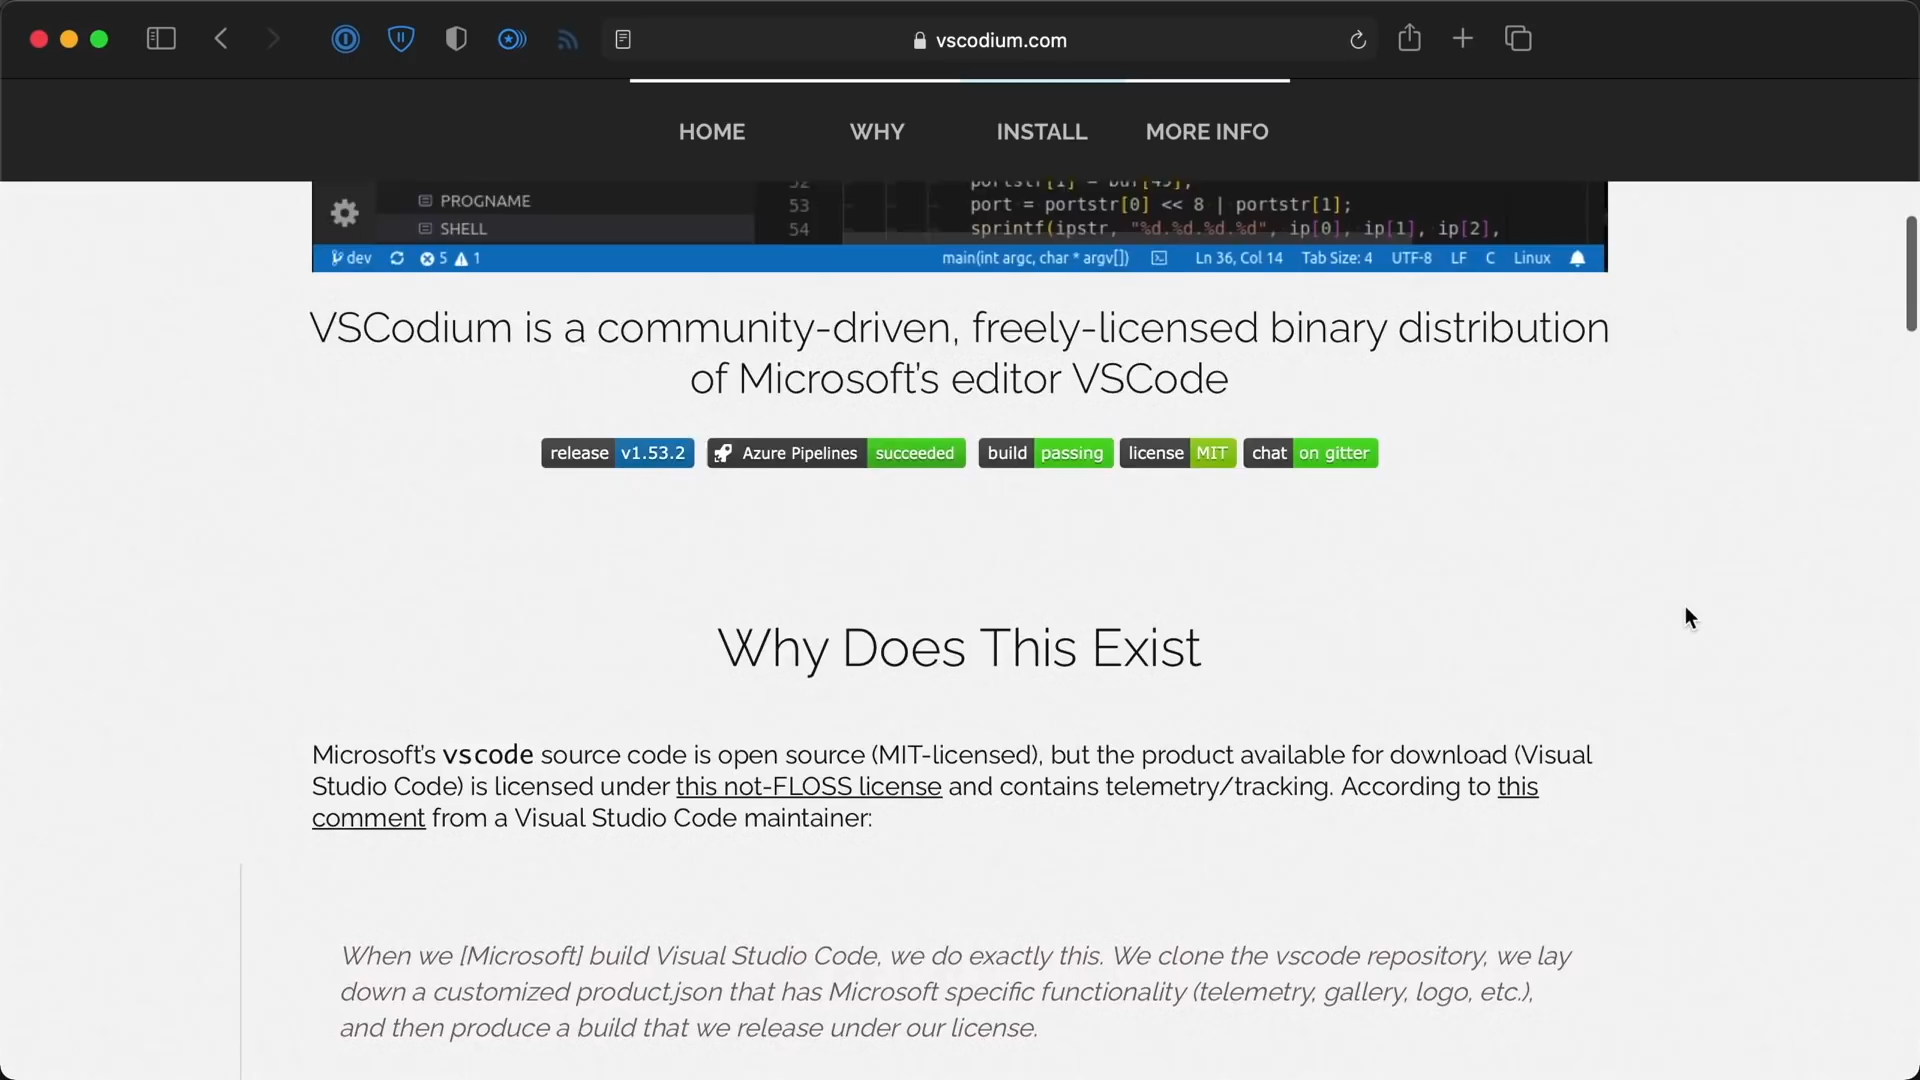 vscodium.com
HOME WHY INSTALL MORE INFO
PROGNAME
SHELL
53 port = portstr[0] << 8 | portstr[1];
54 sprintf(ipstr, "%d.%d.%d.%d", ip[0], ip[1], ip[2],
dev 5 1 main(int argc, char * argv[]) Ln 36, Col 14 Tab Size: 4 UTF-8 LF C Linux
VSCodium is a community-driven, freely-licensed binary distribution
of Microsoft's editor VSCode
release v1.53.2 Azure Pipelines succeeded build passing license MIT chat on gitter
Why Does This Exist
Microsoft's vscode source code is open source (MIT-licensed), but the product available for download (Visual
Studio Code) is licensed under this not-FLOSS license and contains telemetry/tracking. According to this
comment from a Visual Studio Code maintainer:
When we [Microsoft] build Visual Studio Code, we do exactly this. We clone the vscode repository, we lay
down a customized product.json that has Microsoft specific functionality (telemetry, gallery, logo, etc.),
and then produce a build that we release under our license.